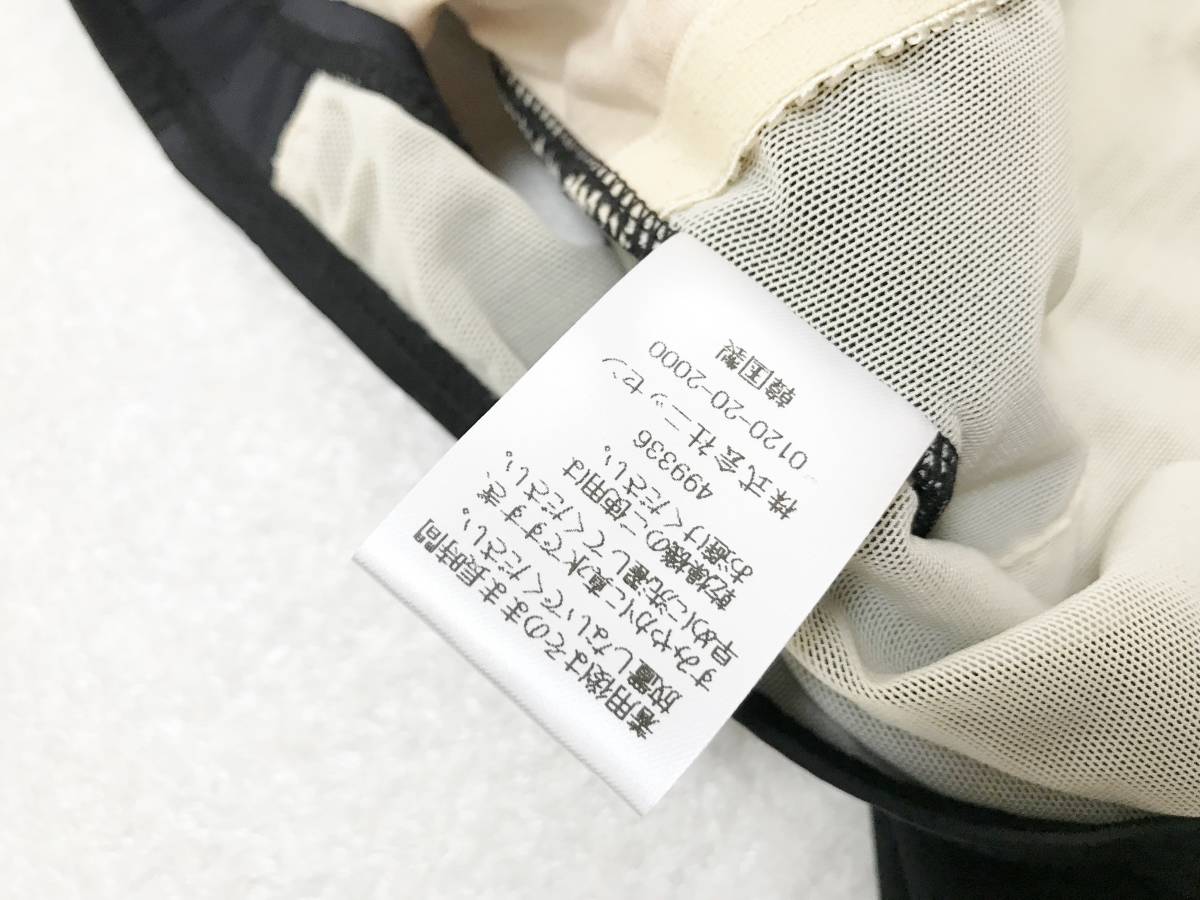 着用後はそのまま長時間
放置しないでください。
すみやかに真水ですすぎ、
早めに洗濯してください。
乾燥機のご使用は
お避けください。
499336
株式会社ニッセン
0120-20-2000
韓国製